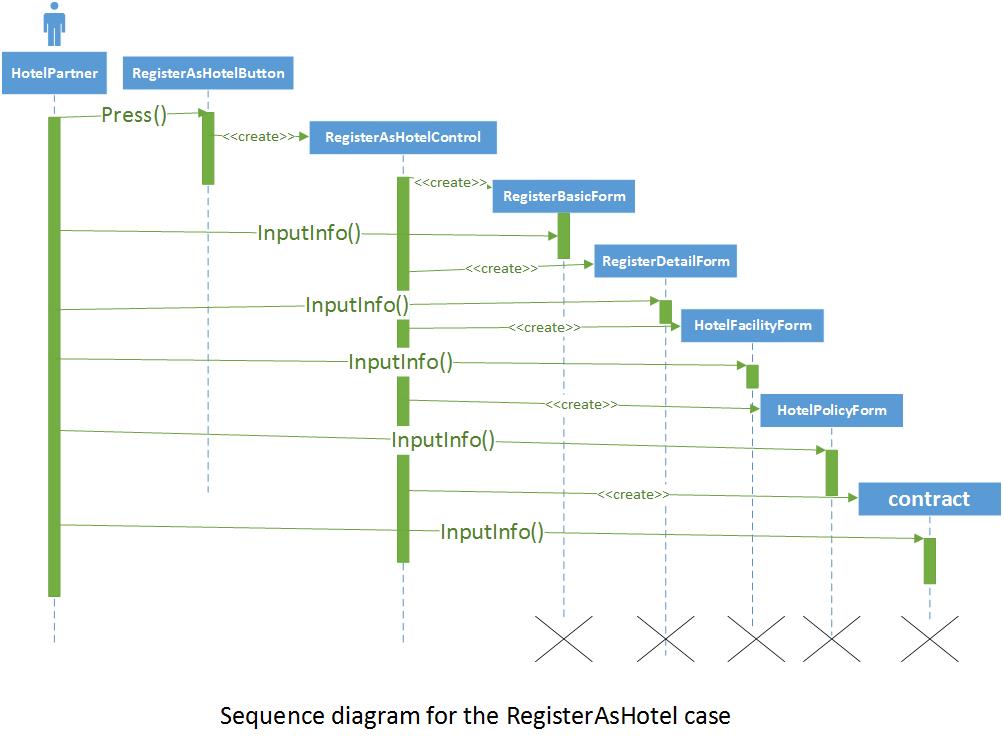 HotelPartner
RegisterAsHotelButton
Press()
<<create>>
RegisterAsHotelControl
<<create>>
RegisterBasicForm
InputInfo()
<<create>>
RegisterDetailForm
InputInfo()
<<create>>
HotelFacilityForm
InputInfo()
<<create>>
HotelPolicyForm
InputInfo()
<<create>>
contract
InputInfo()
Sequence diagram for the RegisterAsHotel case